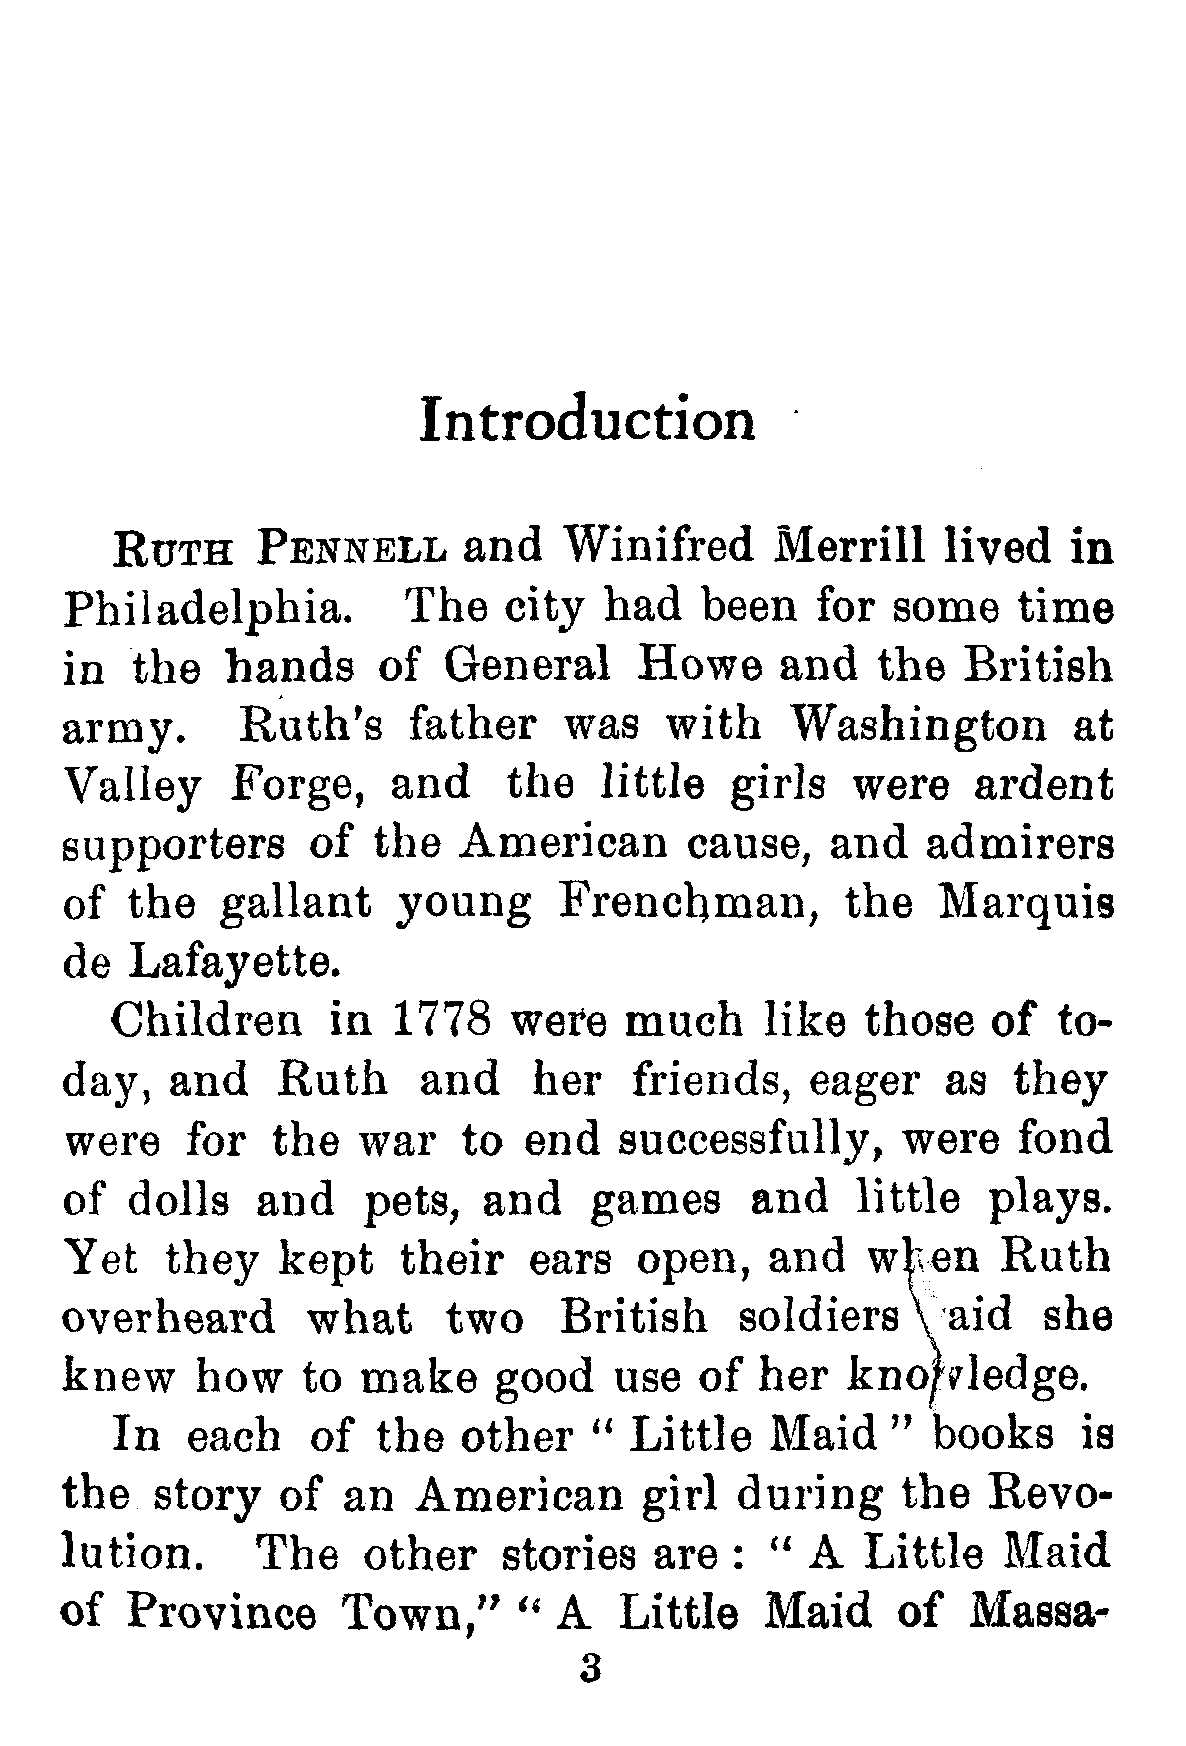 Introduction
RUTH PENNELL and Winifred Merrill lived in
Philadelphia. The city had been for some time
in the hands of General Howe and the British
army. Ruth's father was with Washington at
Valley Forge, and the little girls were ardent
supporters of the American cause, and admirers
of the gallant young Frenchman, the Marquis
de Lafayette.
Children in 1778 were much like those of to-
day, and Ruth and her friends, eager as they
were for the war to end successfully, were fond
of dolls and pets, and games and little plays.
Yet they kept their ears open, and when Ruth
overheard what two British soldiers said she
knew how to make good use of her knowledge.
In each of the other " Little Maid " books is
the story of an American girl during the Revo-
lution. The other stories are : " A Little Maid
of Province Town," " A Little Maid of Massa-
3